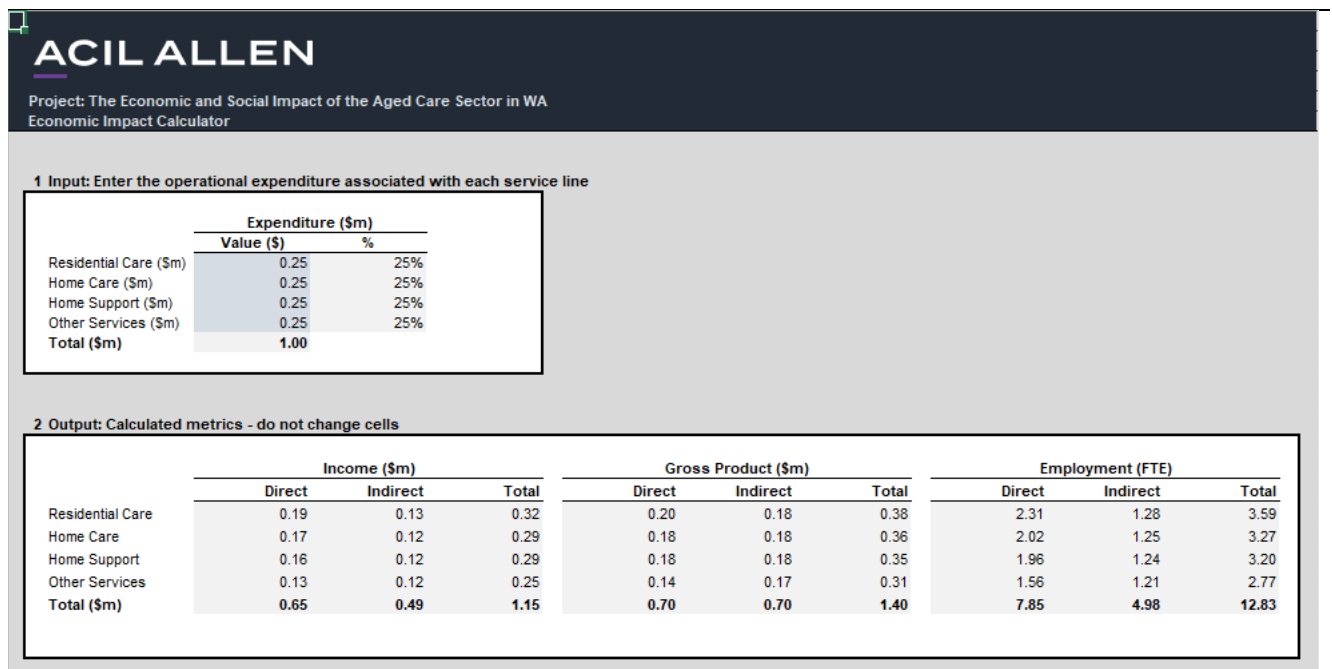 ACIL ALLEN
Project: The Economic and Social Impact of the Aged Care Sector in WA
Economic Impact Calculator
1 Input: Enter the operational expenditure associated with each service line
Expenditure ($m)
Value ($) %
Residential Care ($m) 0.25 25%
Home Care ($m) 0.25 25%
Home Support ($m) 0.25 25%
Other Services ($m) 0.25 25%
Total ($m) 1.00
2 Output: Calculated metrics - do not change cells
Income ($m) Gross Product ($m) Employment (FTE)
Direct Indirect Total Direct Indirect Total Direct Indirect Total
Residential Care 0.19 0.13 0.32 0.20 0.18 0.38 2.31 1.28 3.59
Home Care 0.17 0.12 0.29 0.18 0.18 0.36 2.02 1.25 3.27
Home Support 0.16 0.12 0.29 0.18 0.18 0.35 1.96 1.24 3.20
Other Services 0.13 0.12 0.25 0.14 0.17 0.31 1.56 1.21 2.77
Total ($m) 0.65 0.49 1.15 0.70 0.70 1.40 7.85 4.98 12.83